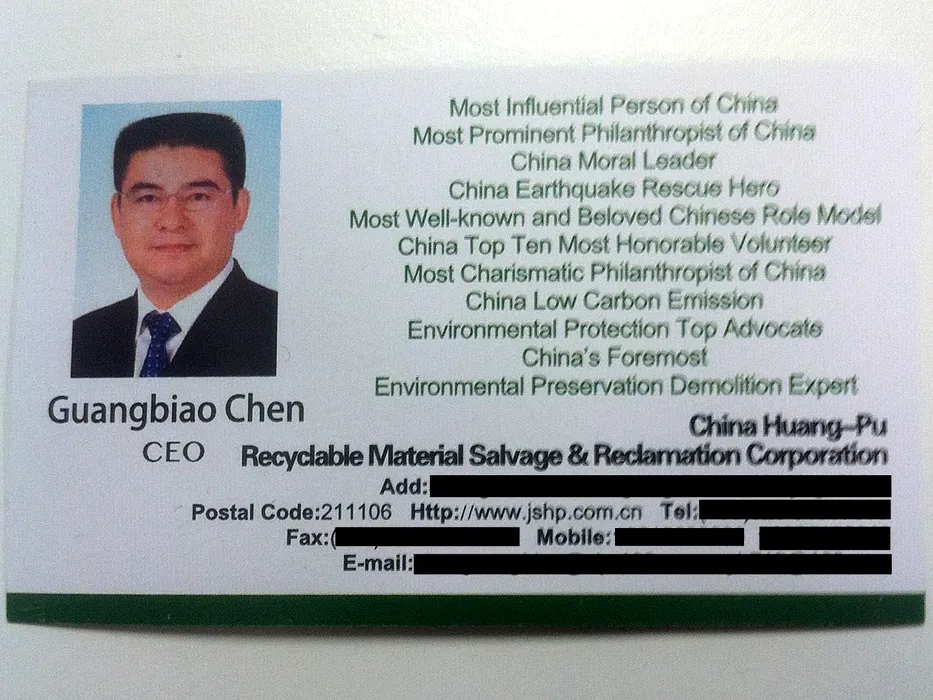 Most Influential Person of China
Most Prominent Philanthropist of China
China Moral Leader
China Earthquake Rescue Hero
Most Well-known and Beloved Chinese Role Model
China Top Ten Most Honorable Volunteer
Most Charismatic Philanthropist of China
China Low Carbon Emission
Environmental Protection Top Advocate
China's Foremost
Environmental Preservation Demolition Expert
Guangbiao Chen
CEO
China Huang-Pu
Recyclable Material Salvage & Reclamation Corporation
Add:
Postal Code:211106 Http://www.jshp.com.cn Tel:(
Fax:( Mobile:
E-mail: